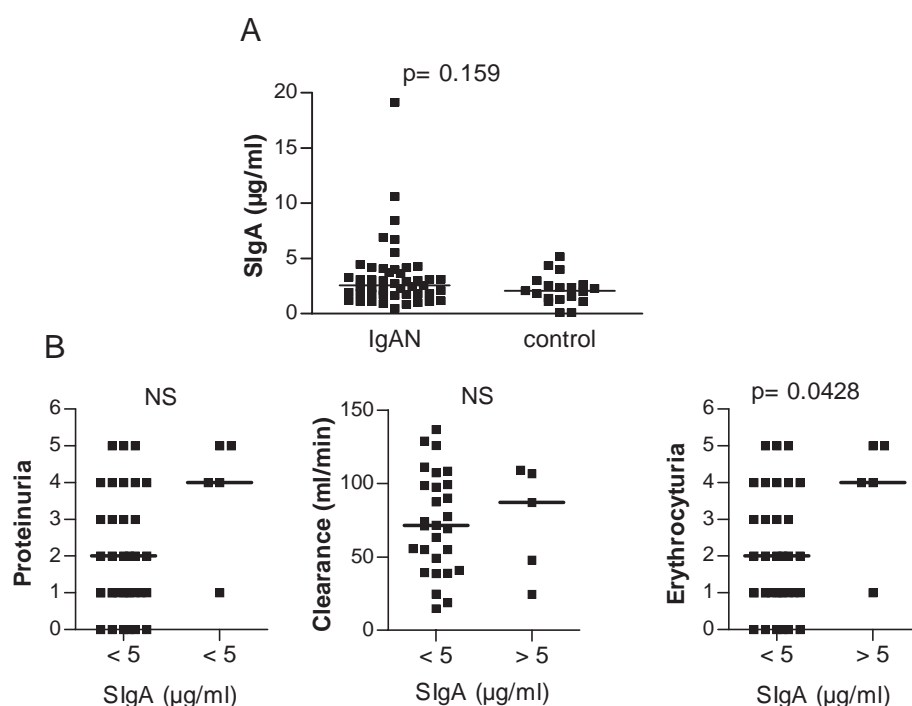 A
p= 0.159
SIgA (µg/ml)
20
15
10
5
0
IgAN
control
B
NS
Proteinuria
6
5
4
3
2
1
0
< 5
< 5
SIgA (µg/ml)
NS
Clearance (ml/min)
150
100
50
0
< 5
> 5
SIgA (µg/ml)
p= 0.0428
Erythrocyturia
6
5
4
3
2
1
0
< 5
> 5
SIgA (µg/ml)